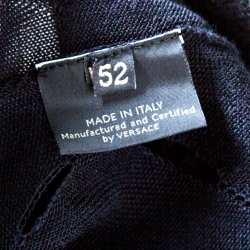 52
MADE IN ITALY
Manufactured and Certified
by VERSACE